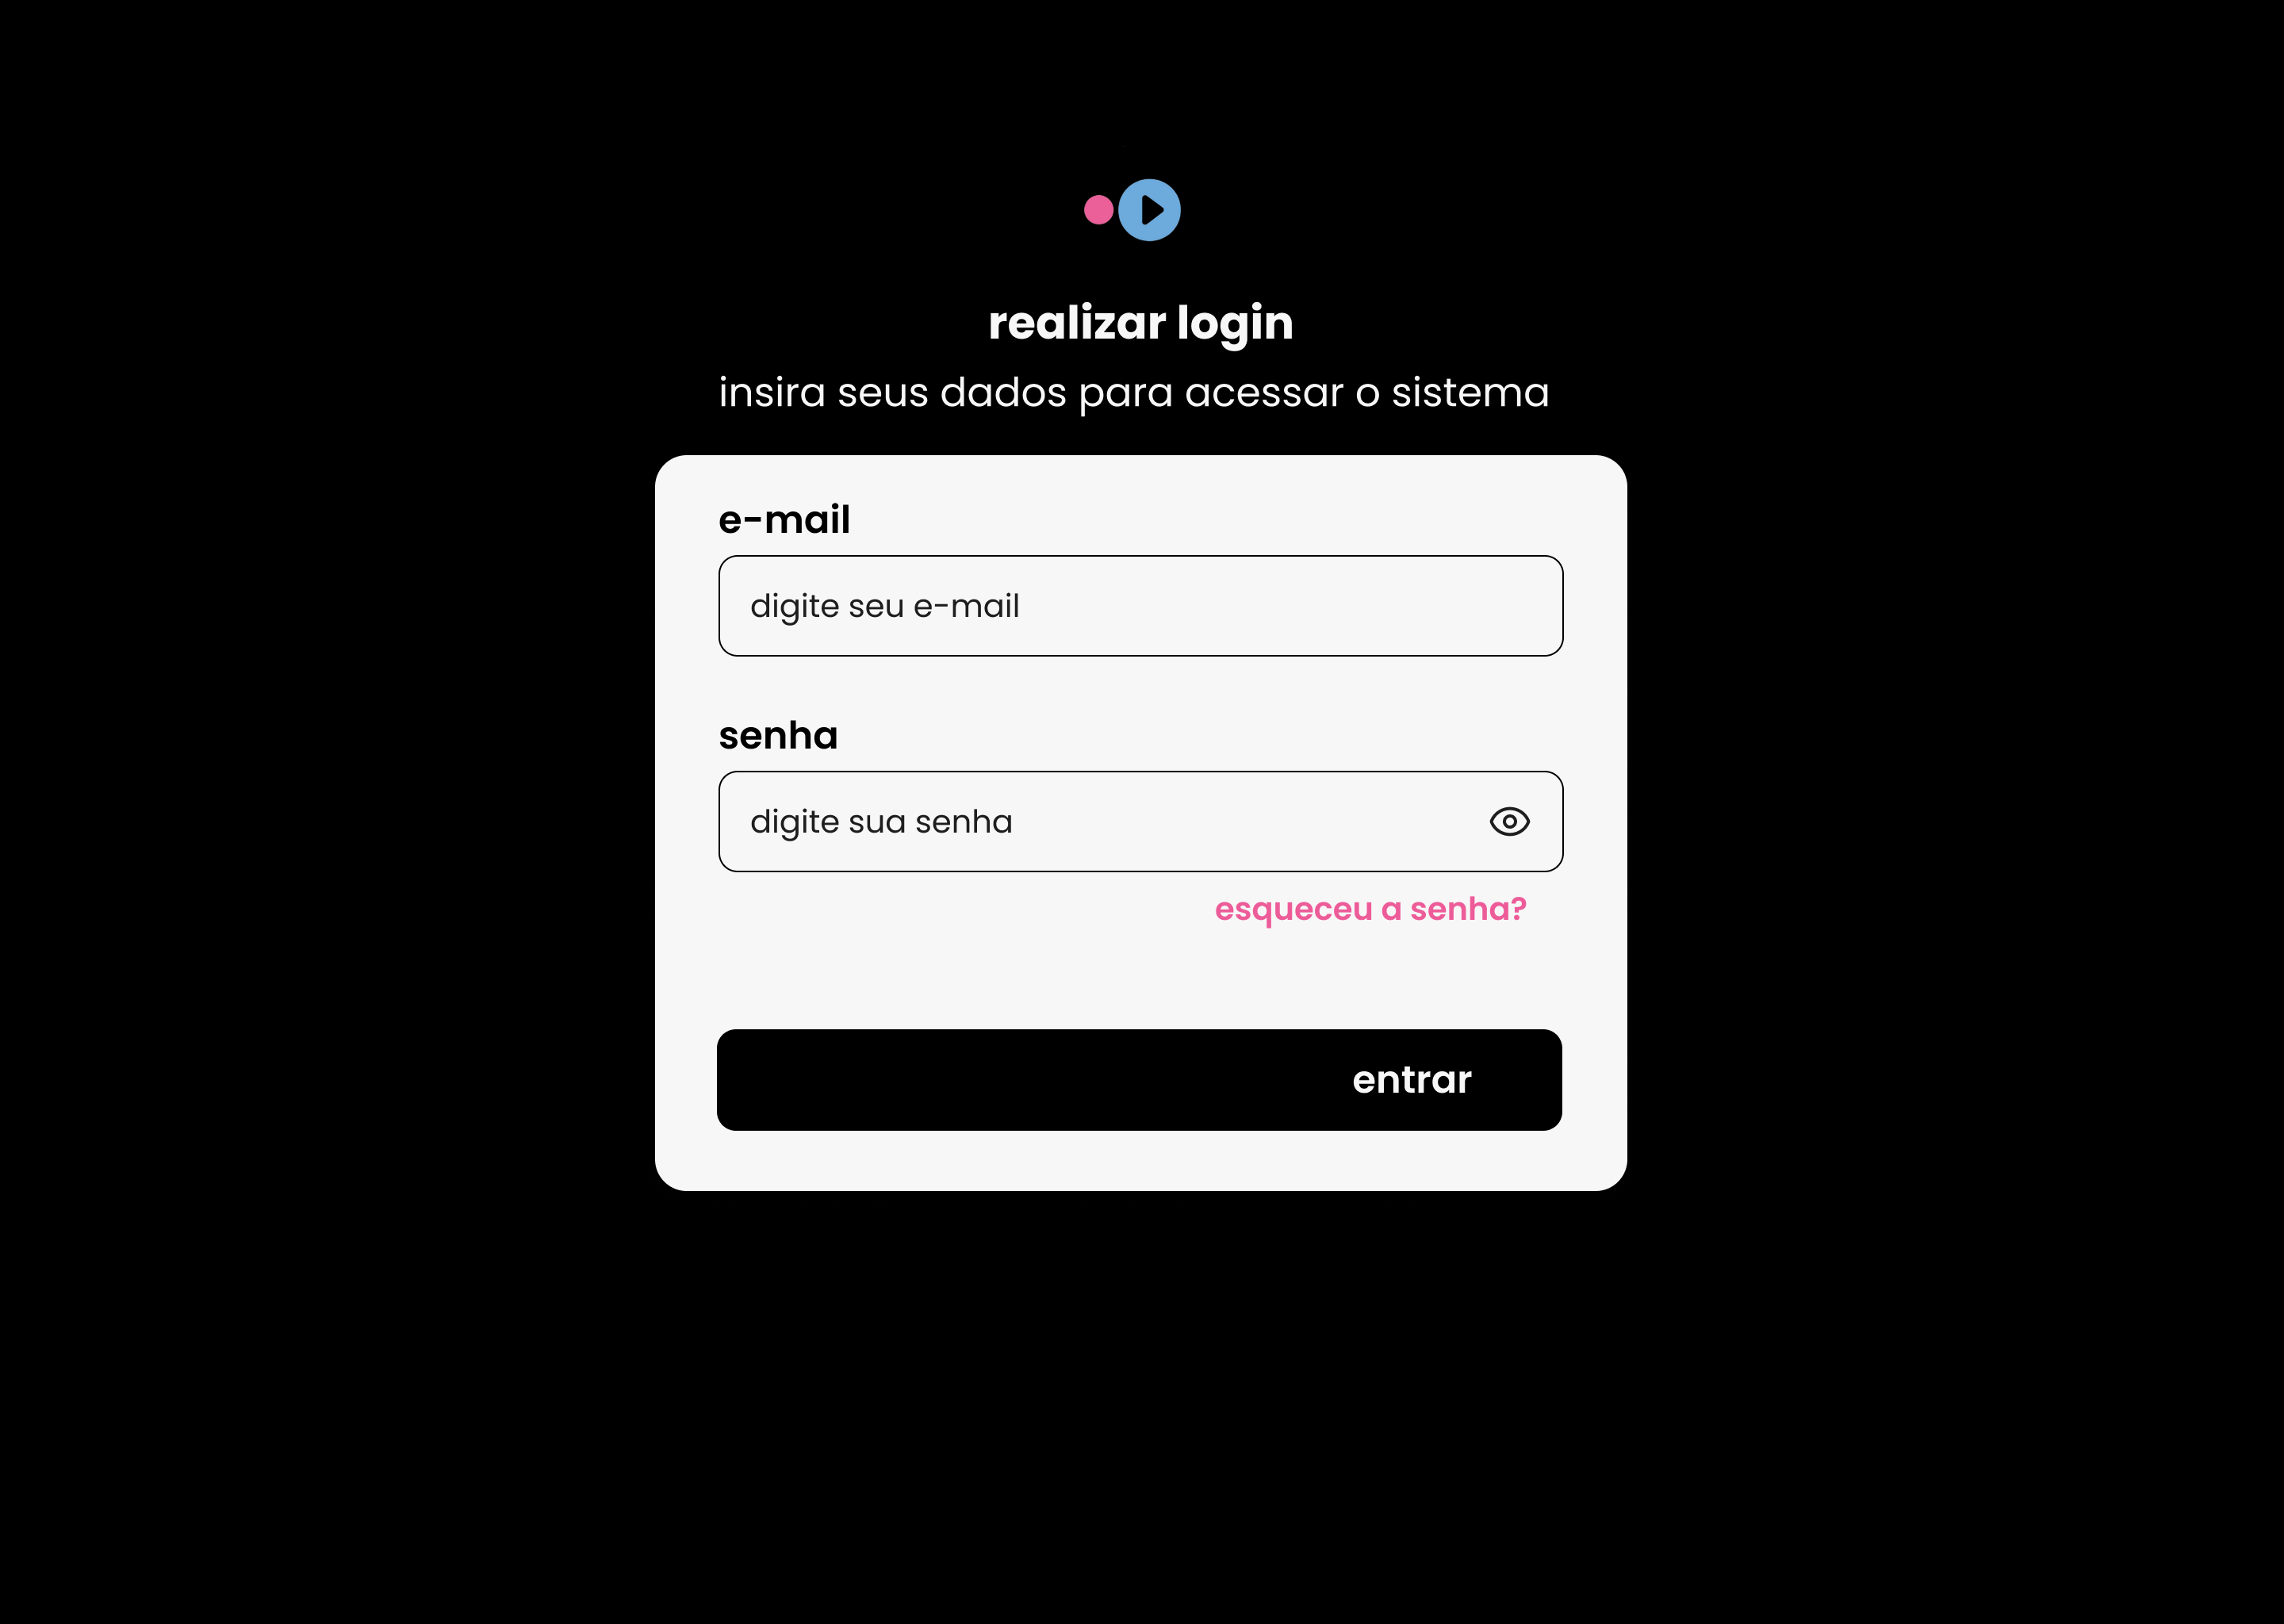 realizar login
insira seus dados para acessar o sistema
e-mail
digite seu e-mail
senha
digite sua senha
esqueceu a senha?
entrar